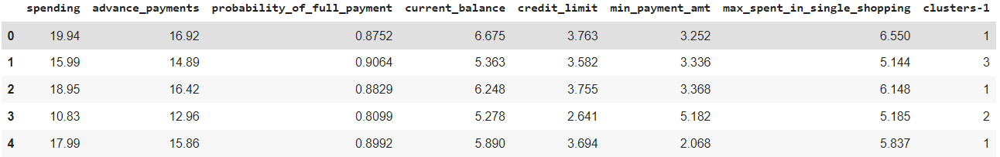 spending advance_payments probability_of_full_payment current_balance credit_limit min_payment_amt max_spent_in_single_shopping clusters-1
0 19.94 16.92 0.8752 6.675 3.763 3.252 6.550 1
1 15.99 14.89 0.9064 5.363 3.582 3.336 5.144 3
2 18.95 16.42 0.8829 6.248 3.755 3.368 6.148 1
3 10.83 12.96 0.8099 5.278 2.641 5.182 5.185 2
4 17.99 15.86 0.8992 5.890 3.694 2.068 5.837 1